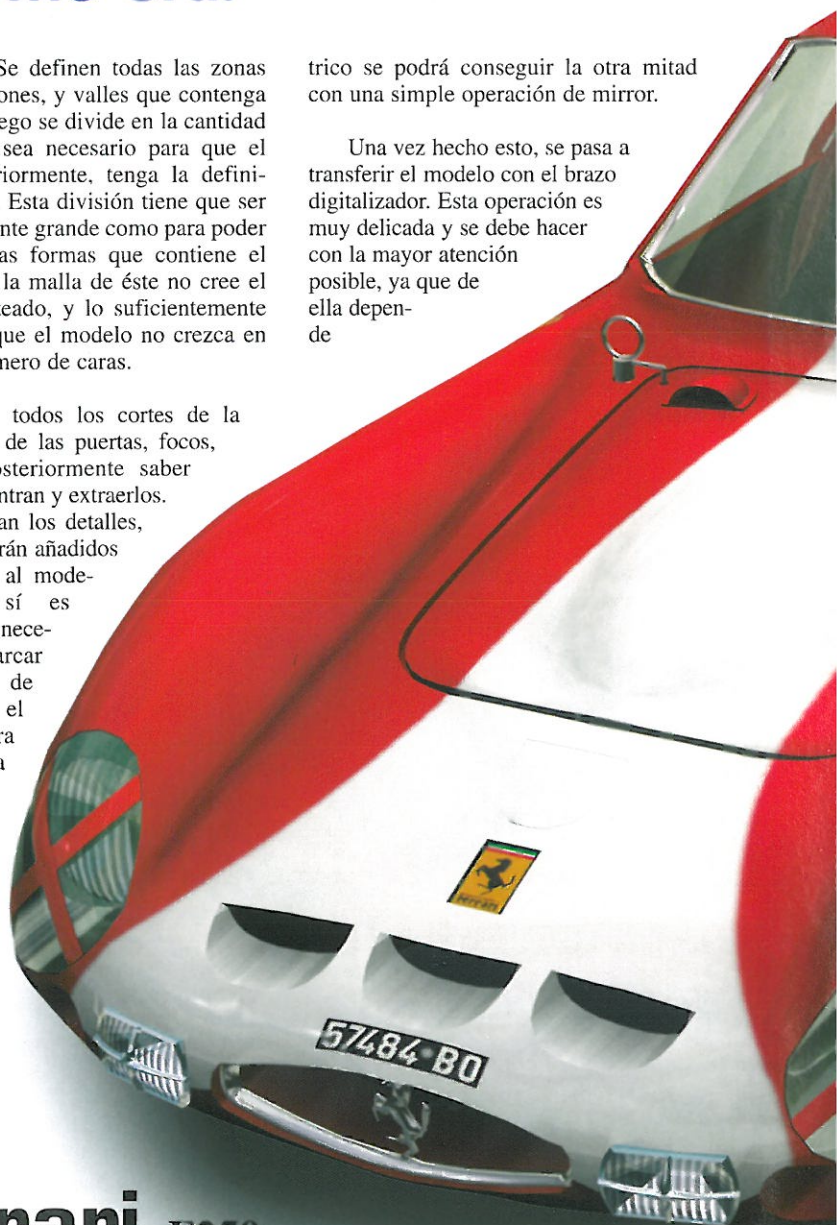 Se definen todas las zonas
ones, y valles que contenga
ego se divide en la cantidad
sea necesario para que el
riormente, tenga la defini-
Esta división tiene que ser
nte grande como para poder
as formas que contiene el
la malla de éste no cree el
eado, y lo suficientemente
que el modelo no crezca en
mero de caras.
todos los cortes de la
de las puertas, focos,
osteriormente saber
ntran y extraerlos.
an los detalles,
rán añadidos
al mode-
sí es
nece-
arcar
de
el
ra
a
trico se podrá conseguir la otra mitad
con una simple operación de mirror.
Una vez hecho esto, se pasa a
transferir el modelo con el brazo
digitalizador. Esta operación es
muy delicada y se debe hacer
con la mayor atención
posible, ya que de
ella depen-
de
Ferrari
57484 BO